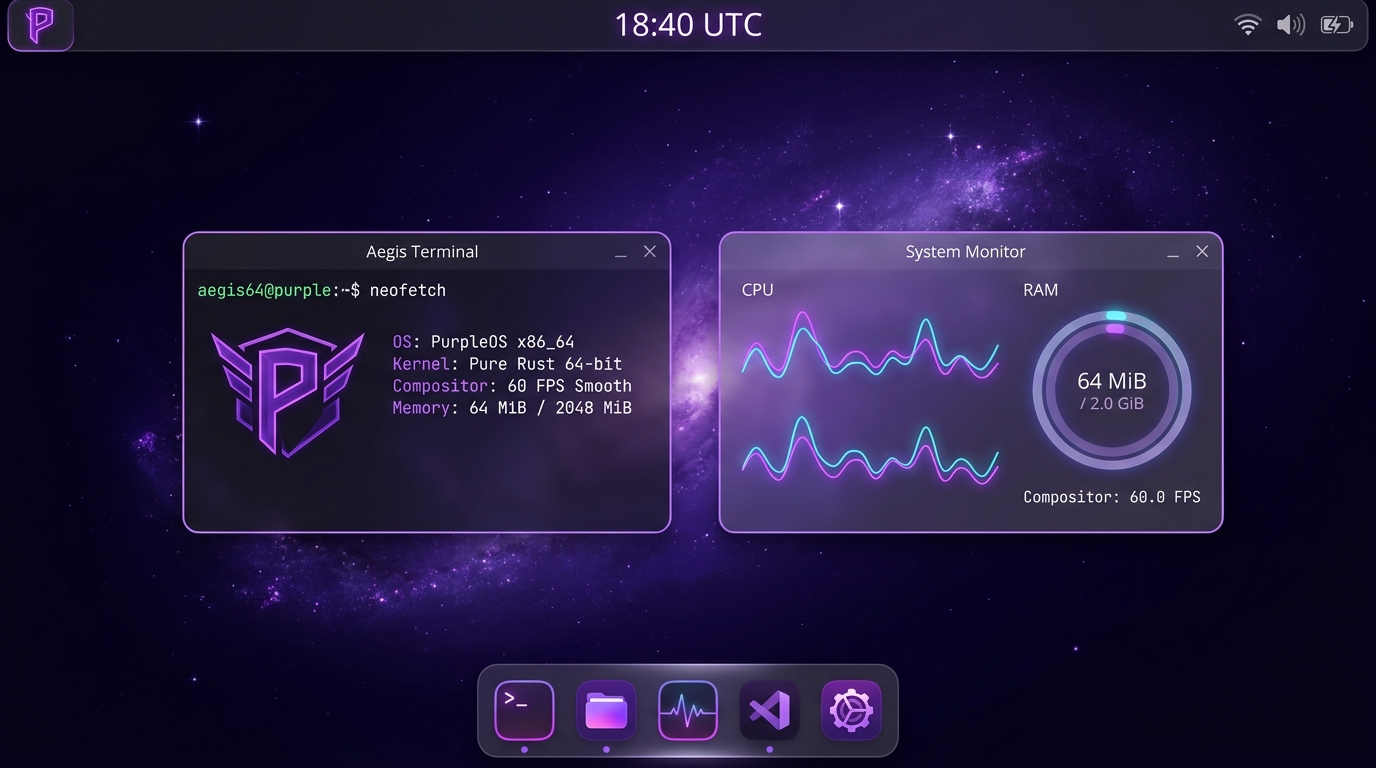 18:40 UTC
Aegis Terminal
aegis64@purple:~$ neofetch
OS: PurpleOS x86_64
Kernel: Pure Rust 64-bit
Compositor: 60 FPS Smooth
Memory: 64 M1B / 2048 MiB
System Monitor
CPU
RAM
64 MiB
/ 2.0 GiB
Compositor: 60.0 FPS
>_